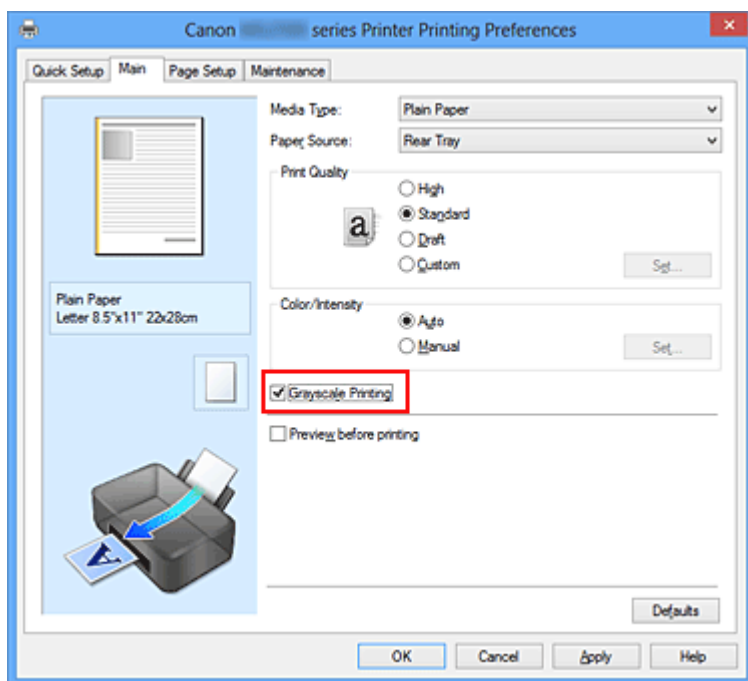 Canon series Printer Printing Preferences
Quick Setup Main Page Setup Maintenance
Media Type: Plain Paper
Paper Source: Rear Tray
Print Quality
High
a Standard
Draft
Custom Set...
Plain Paper
Letter 8.5"x11" 22x28cm
Color/Intensity
Auto
Manual Set...
Grayscale Printing
Preview before printing
A
Defaults
OK Cancel Apply Help